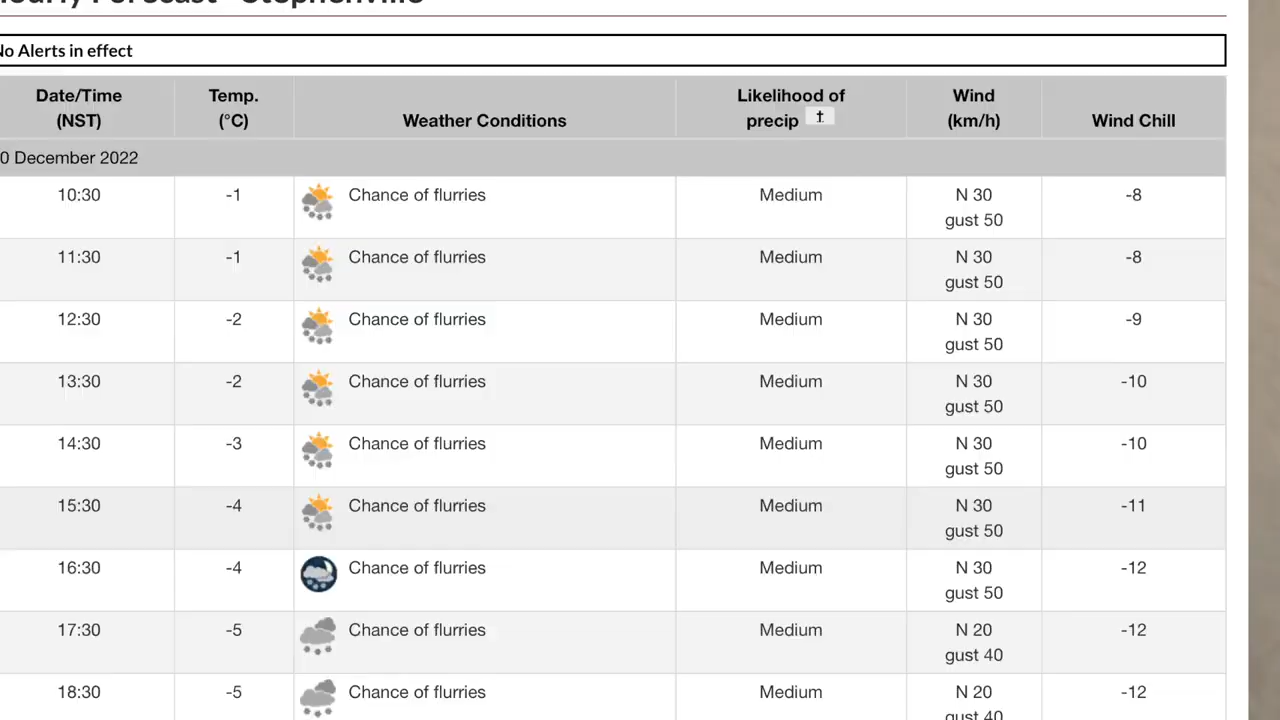 Forecast Stephenville
No Alerts in effect
Date/Time (NST) Temp. (°C) Weather Conditions Likelihood of precip † Wind (km/h) Wind Chill
0 December 2022
10:30 -1 Chance of flurries Medium N 30 gust 50 -8
11:30 -1 Chance of flurries Medium N 30 gust 50 -8
12:30 -2 Chance of flurries Medium N 30 gust 50 -9
13:30 -2 Chance of flurries Medium N 30 gust 50 -10
14:30 -3 Chance of flurries Medium N 30 gust 50 -10
15:30 -4 Chance of flurries Medium N 30 gust 50 -11
16:30 -4 Chance of flurries Medium N 30 gust 50 -12
17:30 -5 Chance of flurries Medium N 20 gust 40 -12
18:30 -5 Chance of flurries Medium N 20 gust 40 -12